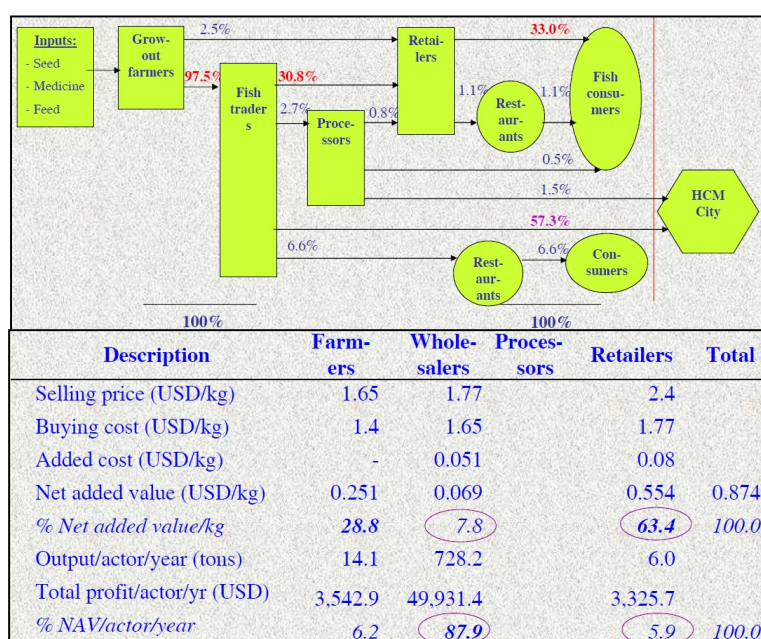 Inputs:
- Seed
- Medicine
- Feed
Grow-
out
farmers
2.5%
97.5%
Fish
trader
s
30.8%
2.7%
Proce-
ssors
0.8%
Retai-
lers
33.0%
1.1%
Rest-
aur-
ants
1.1%
Fish
consu-
mers
0.5%
1.5%
57.3%
HCM
City
6.6%
Rest-
aur-
ants
6.6%
Con-
sumers
100%
100%
Description Farm-ers Whole-salers Proces-sors Retailers Total
Selling price (USD/kg) 1.65 1.77 2.4
Buying cost (USD/kg) 1.4 1.65 1.77
Added cost (USD/kg) - 0.051 0.08
Net added value (USD/kg) 0.251 0.069 0.554 0.874
% Net added value/kg 28.8 7.8 63.4 100.0
Output/actor/year (tons) 14.1 728.2 6.0
Total profit/actor/yr (USD) 3,542.9 49,931.4 3,325.7
% NAV/actor/year 6.2 87.9 5.9 100.0